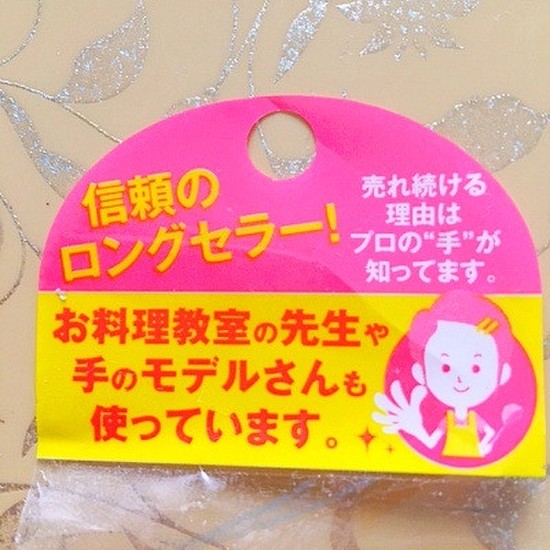 信頼の
ロングセラー!
売れ続ける
理由は
プロの“手”が
知ってます。
お料理教室の先生や
手のモデルさんも
使っています。